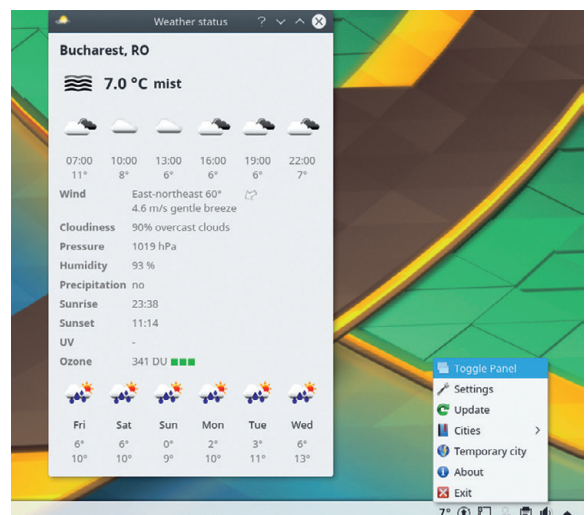 Weather status
Bucharest, RO
7.0 °C mist
07:00 10:00 13:00 16:00 19:00 22:00
11° 8° 6° 6° 6° 7°
Wind East-northeast 60°
4.6 m/s gentle breeze
Cloudiness 90% overcast clouds
Pressure 1019 hPa
Humidity 93 %
Precipitation no
Sunrise 23:38
Sunset 11:14
UV -
Ozone 341 DU
Fri Sat Sun Mon Tue Wed
6° 6° 0° 2° 3° 6°
10° 10° 9° 10° 11° 13°
Toggle Panel
Settings
Update
Cities
Temporary city
About
Exit
7°